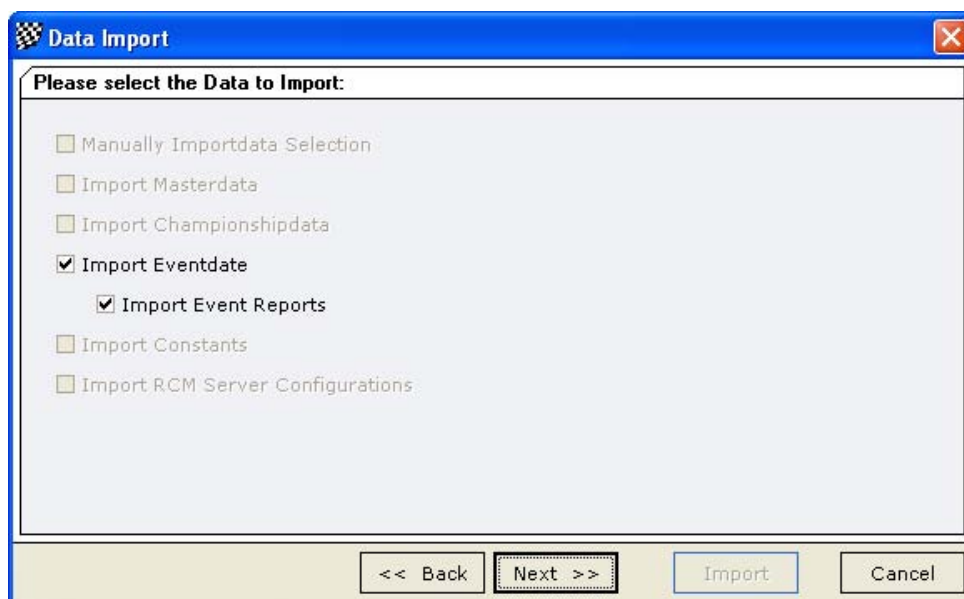 Data Import
Please select the Data to Import:
Manually Importdata Selection
Import Masterdata
Import Championshipdata
Import Eventdate
Import Event Reports
Import Constants
Import RCM Server Configurations
<< Back Next >> Import Cancel